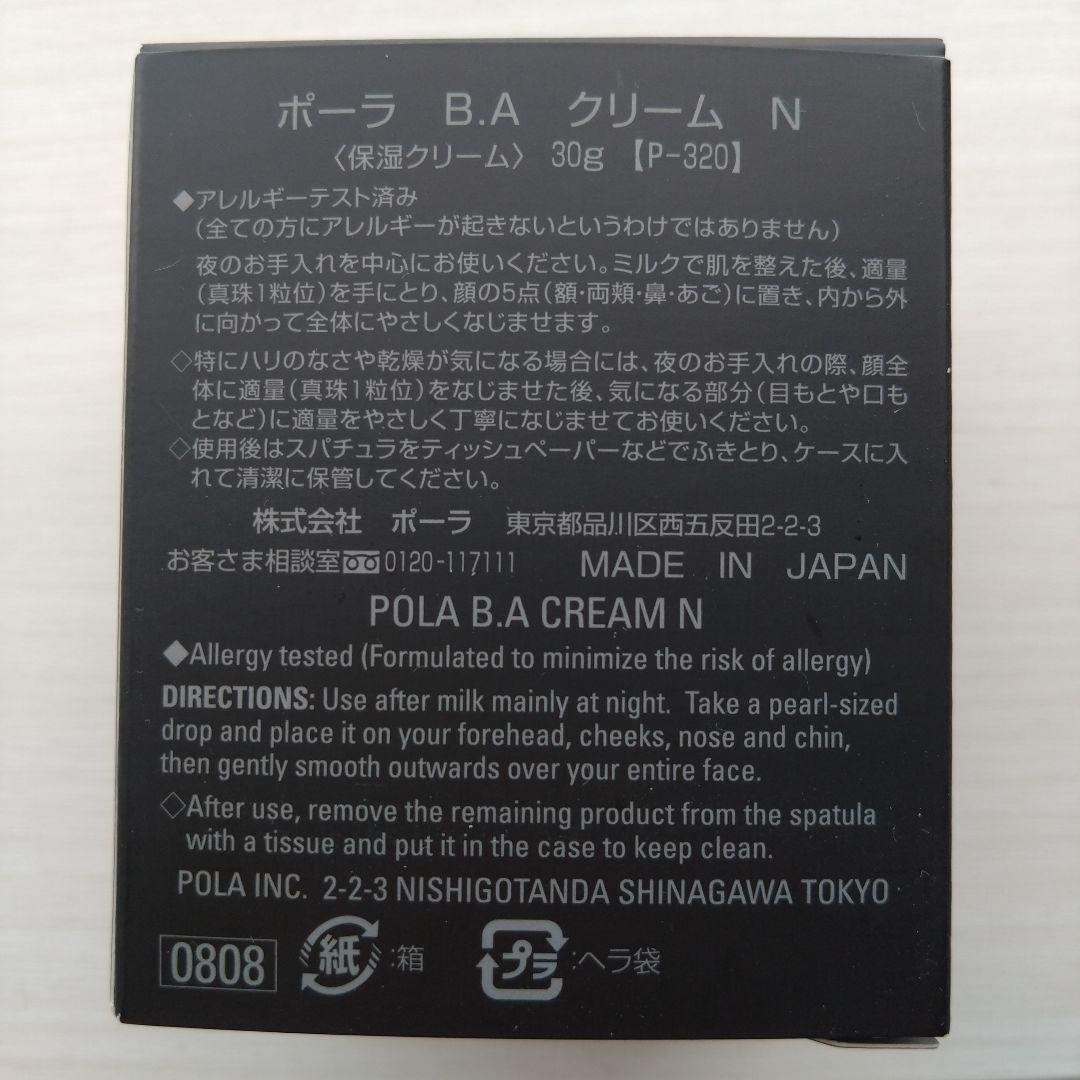 ポーラ B.A クリーム N
〈保湿クリーム〉 30g 【P-320】
◆アレルギーテスト済み
(全ての方にアレルギーが起きないというわけではありません)
夜のお手入れを中心にお使いください。ミルクで肌を整えた後、適量
(真珠1粒位)を手にとり、顔の5点(額・両頬・鼻・あご)に置き、内から外
に向かって全体にやさしくなじませます。
◇特にハリのなさや乾燥が気になる場合には、夜のお手入れの際、顔全
体に適量(真珠1粒位)をなじませた後、気になる部分(目もとや口も
となど)に適量をやさしく丁寧になじませてお使いください。
◇使用後はスパチュラをティッシュペーパーなどでふきとり、ケースに入
れて清潔に保管してください。
株式会社 ポーラ 東京都品川区西五反田2-2-3
お客さま相談室 0120-117111 MADE IN JAPAN
POLA B.A CREAM N
◆Allergy tested (Formulated to minimize the risk of allergy)
DIRECTIONS: Use after milk mainly at night. Take a pearl-sized
drop and place it on your forehead, cheeks, nose and chin,
then gently smooth outwards over your entire face.
◇After use, remove the remaining product from the spatula
with a tissue and put it in the case to keep clean.
POLA INC. 2-2-3 NISHIGOTANDA SHINAGAWA TOKYO
0808 紙:箱 プラ:ヘラ袋